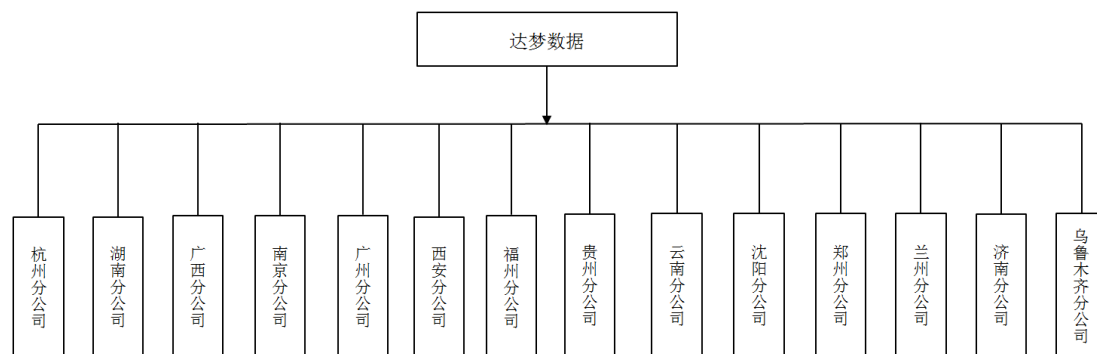 达梦数据
杭州分公司
湖南分公司
广西分公司
南京分公司
广州分公司
西安分公司
福州分公司
贵州分公司
云南分公司
沈阳分公司
郑州分公司
兰州分公司
济南分公司
乌鲁木齐分公司